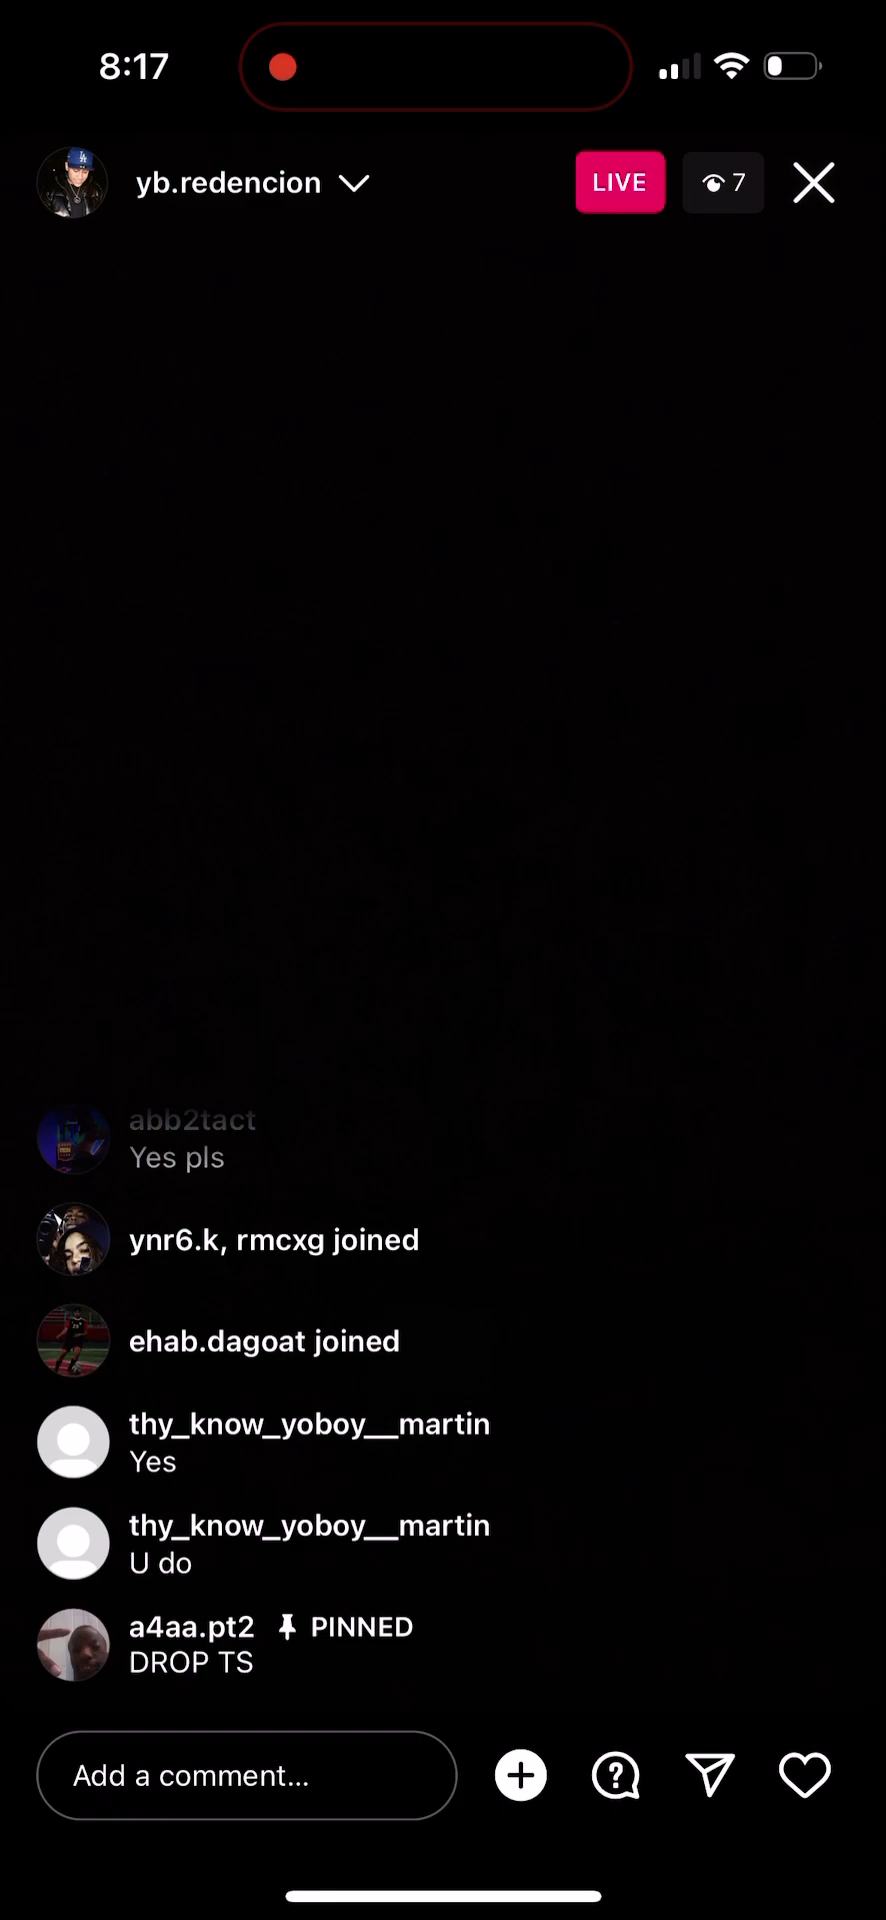 8:17
yb.redencion
LIVE
7
abb2tact
Yes pls
ynr6.k, rmcxg joined
ehab.dagoat joined
thy_know_yoboy__martin
Yes
thy_know_yoboy__martin
U do
a4aa.pt2 PINNED
DROP TS
Add a comment...